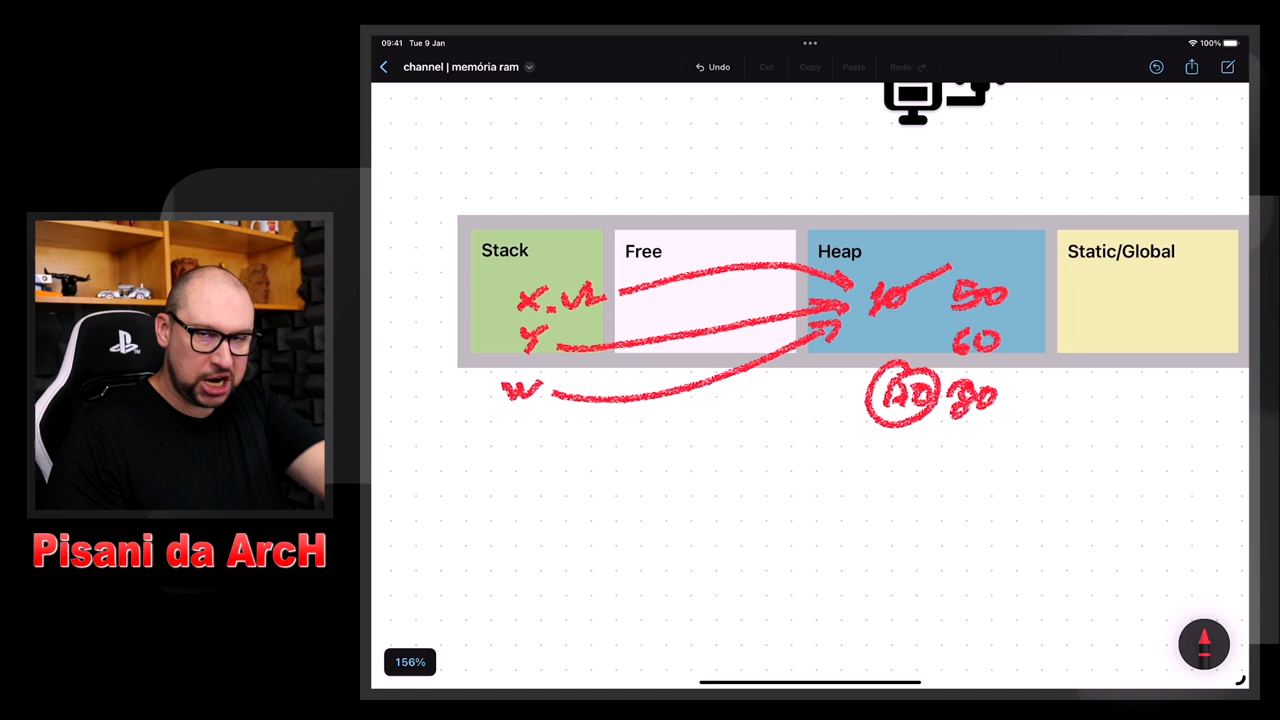 09:41 Tue 9 Jan
100%
channel | memória ram
Undo
Cut
Copy
Paste
Redo
Stack
Free
Heap
Static/Global
X.
10
50
Y
60
W
80
Pisani da ArcH
156%